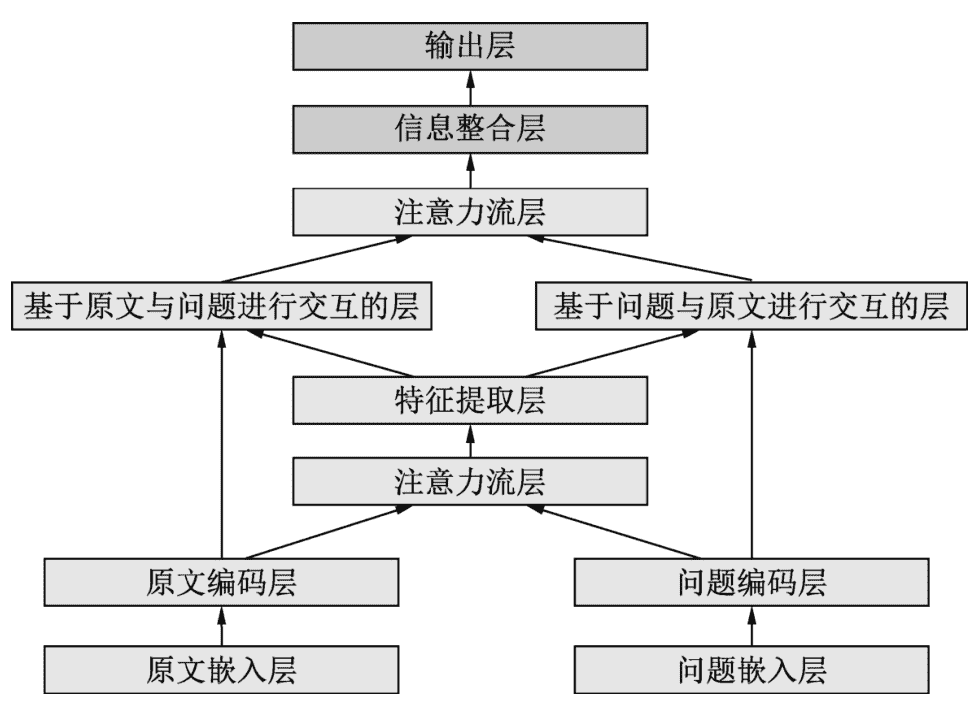 输出层
信息整合层
注意力流层
基于原文与问题进行交互的层
基于问题与原文进行交互的层
特征提取层
注意力流层
原文编码层
问题编码层
原文嵌入层
问题嵌入层